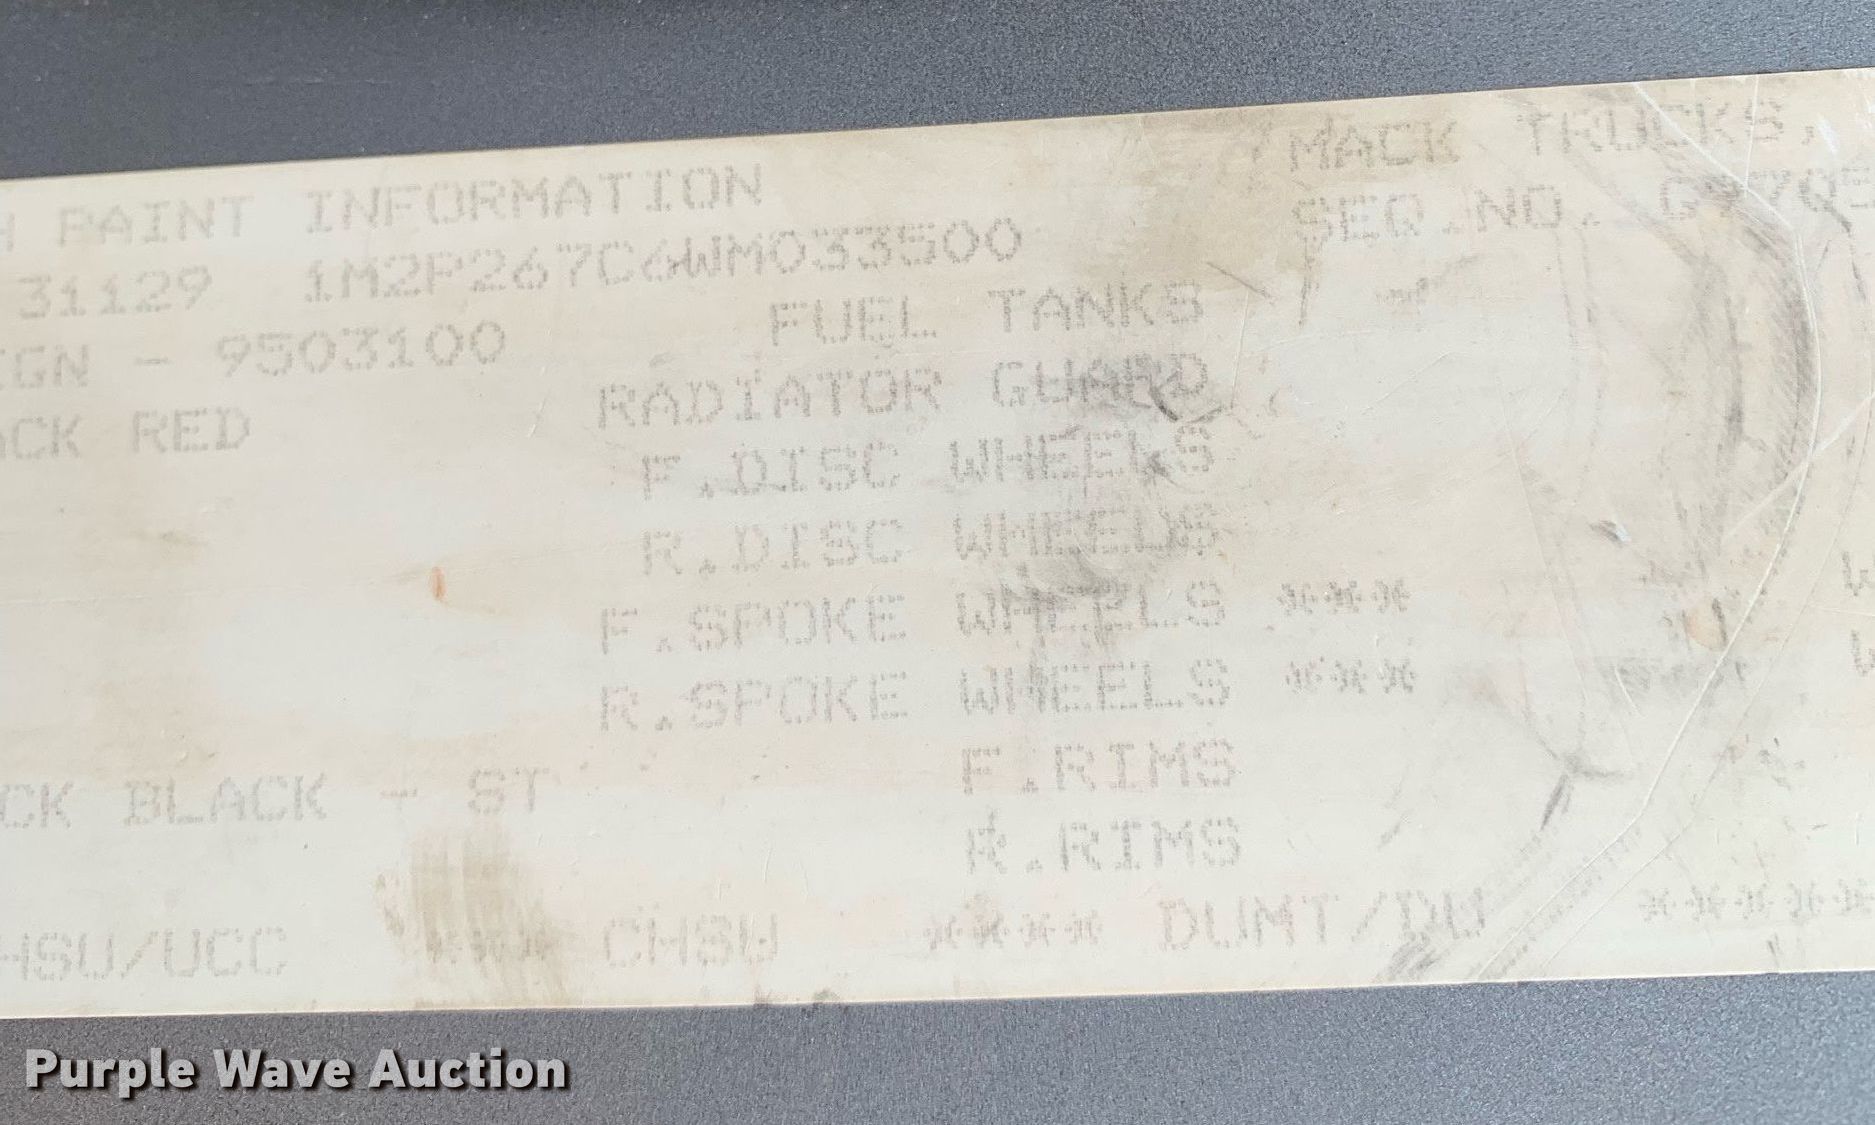 H PAINT INFORMATION MACK TRUCKS,
31129 1M2P267C6WM033500 SEQ.NO.
IGN - 9503100 FUEL TANKS
ACK RED RADIATOR GUARD
F.DISC WHEELS
R.DISC WHEELS
F.SPOKE WHEELS ***
R.SPOKE WHEELS ***
F.RIMS
CK BLACK - ST R.RIMS
HSU/UCC *** CHSU **** DUMT/DU *****
Purple Wave Auction